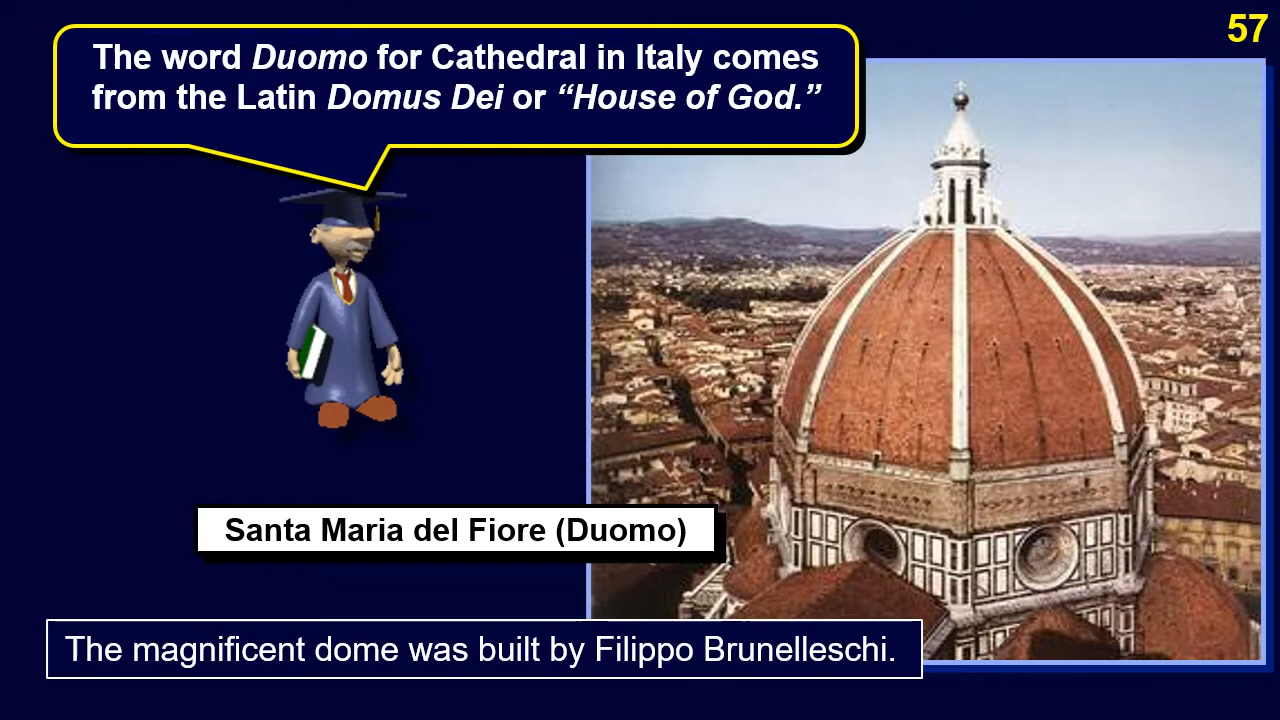 57
The word Duomo for Cathedral in Italy comes
from the Latin Domus Dei or “House of God.”
Santa Maria del Fiore (Duomo)
The magnificent dome was built by Filippo Brunelleschi.